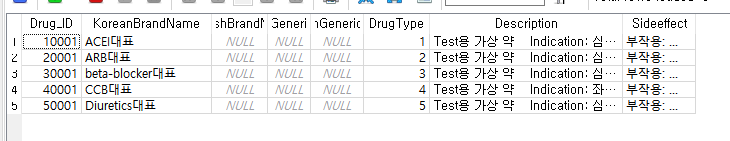 Drug_ID KoreanBrandName shBrandN Generi nGeneric DrugType Description Sideeffect
1 10001 ACEI대표 NULL NULL NULL 1 Test용 가상 약 Indication: 심… 부작용: ...
2 20001 ARB대표 NULL NULL NULL 2 Test용 가상 약 Indication: 심… 부작용: ...
3 30001 beta-blocker대표 NULL NULL NULL 3 Test용 가상 약 Indication: 심… 부작용: ...
4 40001 CCB대표 NULL NULL NULL 4 Test용 가상 약 Indication: 좌… 부작용: ...
5 50001 Diuretics대표 NULL NULL NULL 5 Test용 가상 약 Indication: 심… 부작용: ...